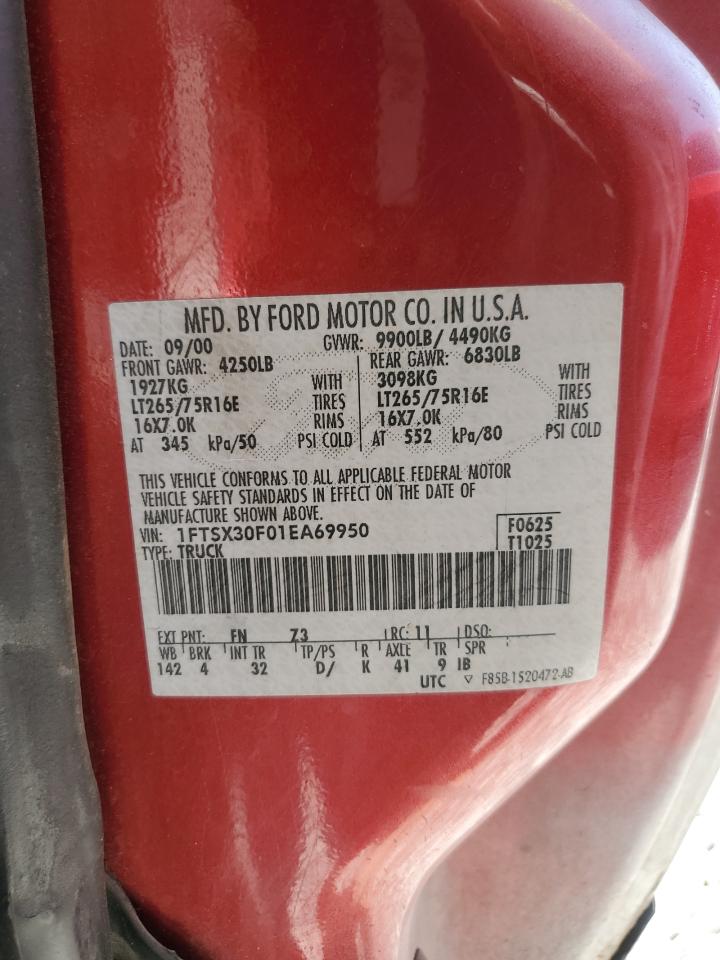 MFD. BY FORD MOTOR CO. IN U.S.A.
DATE: 09/00 GVWR: 9900LB/ 4490KG
FRONT GAWR: 4250LB REAR GAWR: 6830LB
1927KG WITH 3098KG WITH
LT265/75R16E TIRES LT265/75R16E TIRES
16X7.0K RIMS 16X7.0K RIMS
AT 345 kPa/50 PSI COLD AT 552 kPa/80 PSI COLD
THIS VEHICLE CONFORMS TO ALL APPLICABLE FEDERAL MOTOR
VEHICLE SAFETY STANDARDS IN EFFECT ON THE DATE OF
MANUFACTURE SHOWN ABOVE.
VIN: 1FTSX30F01EA69950 F0625
TYPE: TRUCK T1025
EXT PNT: FN Z3 RC: 11 DSO:
WB BRK INT TR TP/PS R AXLE TR SPR
142 4 32 D/ K 41 9 IB
UTC ▽ F85B-1520472-AB